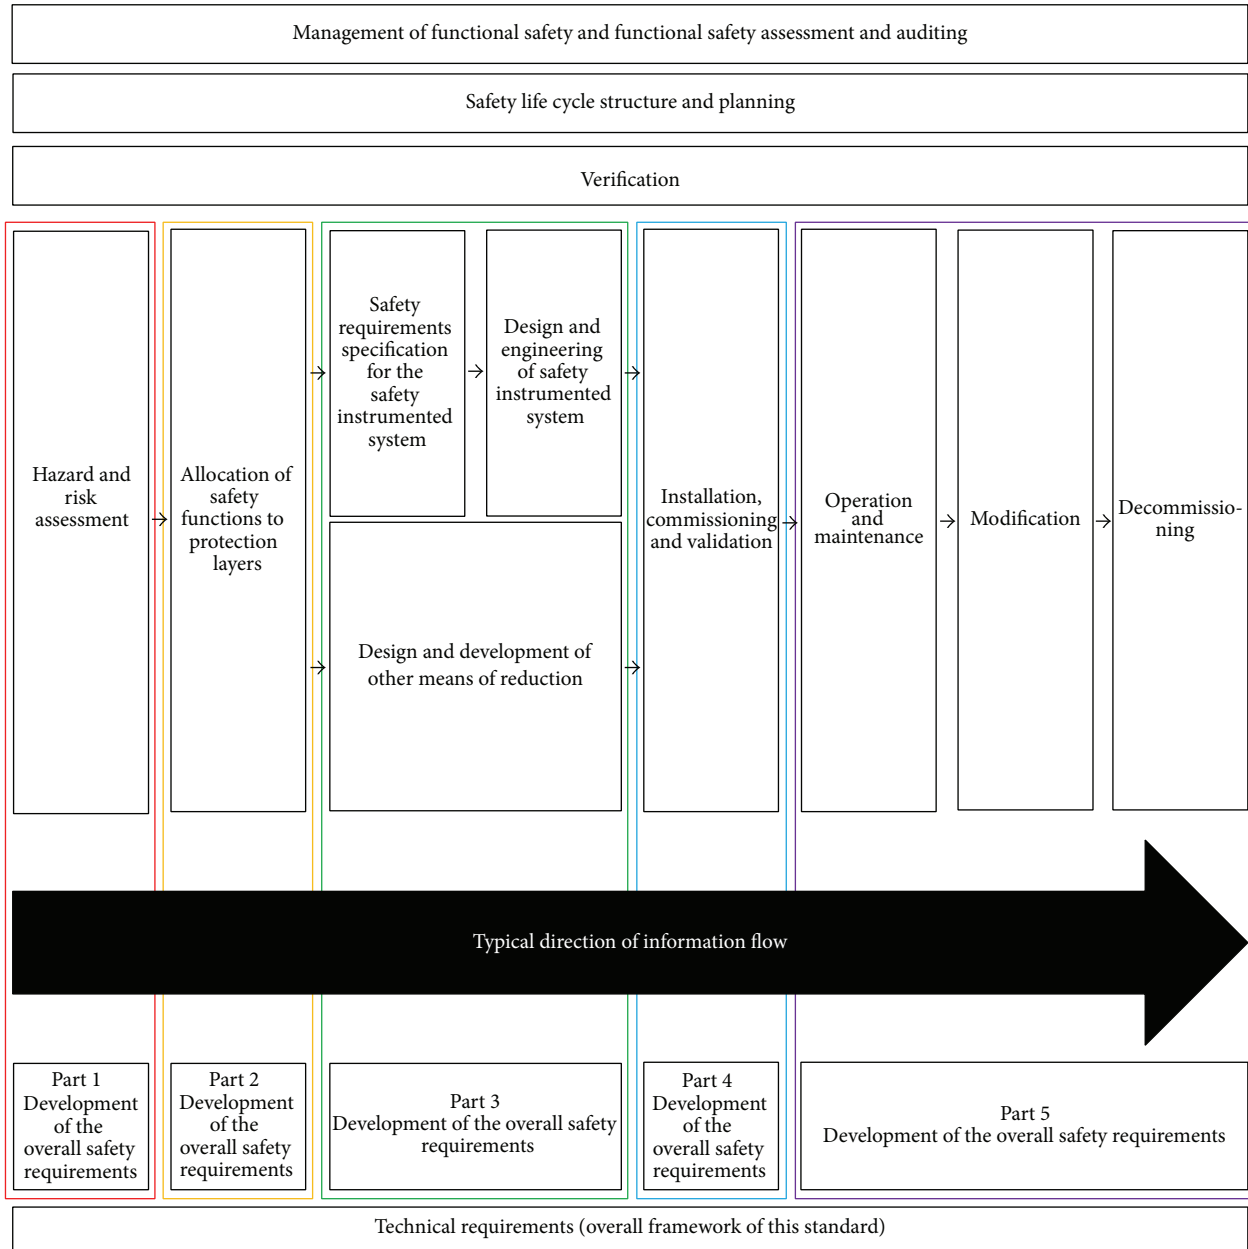 Management of functional safety and functional safety assessment and auditing
Safety life cycle structure and planning
Verification
Hazard and
risk
assessment
Allocation of
safety
functions to
protection
layers
Safety
requirements
specification
for the
safety
instrumented
system
Design and
engineering
of safety
instrumented
system
Design and development of
other means of reduction
Installation,
commissioning
and validation
Operation
and
maintenance
Modification
Decommissio-
ning
Typical direction of information flow
Part 1
Development
of the
overall safety
requirements
Part 2
Development
of the
overall safety
requirements
Part 3
Development of the overall safety
requirements
Part 4
Development
of the
overall safety
requirements
Part 5
Development of the overall safety requirements
Technical requirements (overall framework of this standard)